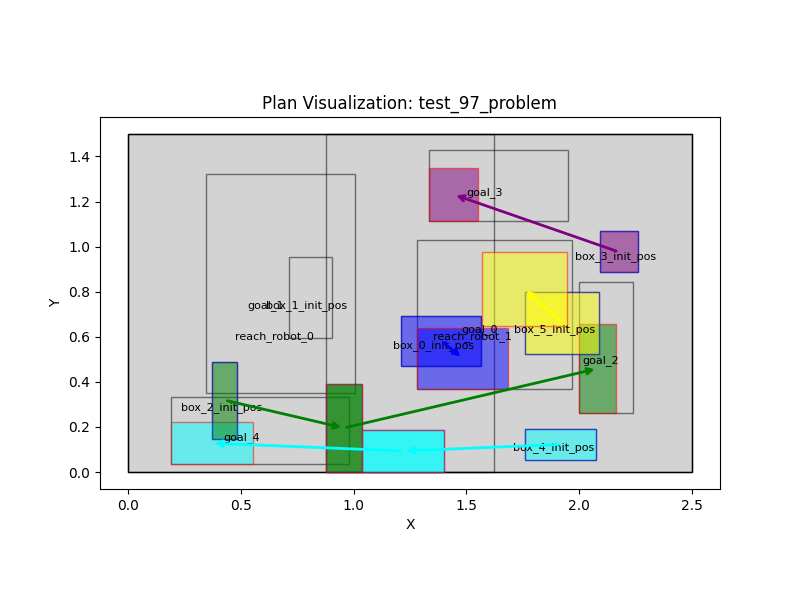 Plan Visualization: test_97_problem
1.4
1.2
1.0
0.8
0.6
0.4
0.2
0.0
Y
goal_3
box_3_init_pos
goal_1
box_1_init_pos
reach_robot_0
goal_0
reach_robot_1
box_0_init_pos
box_5_init_pos
goal_2
box_2_init_pos
goal_4
box_4_init_pos
0.0 0.5 1.0 1.5 2.0 2.5
X